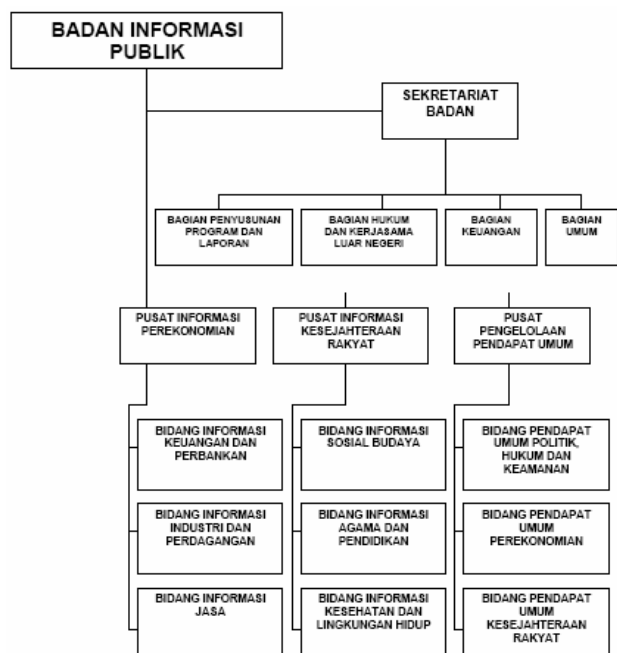 BADAN INFORMASI
PUBLIK
SEKRETARIAT
BADAN
BAGIAN PENYUSUNAN
PROGRAM DAN
LAPORAN
BAGIAN HUKUM
DAN KERJASAMA
LUAR NEGERI
BAGIAN
KEUANGAN
BAGIAN
UMUM
PUSAT INFORMASI
PEREKONOMIAN
PUSAT INFORMASI
KESEJAHTERAAN
RAKYAT
PUSAT
PENGELOLAAN
PENDAPAT UMUM
BIDANG INFORMASI
KEUANGAN DAN
PERBANKAN
BIDANG INFORMASI
SOSIAL BUDAYA
BIDANG PENDAPAT
UMUM POLITIK,
HUKUM DAN
KEAMANAN
BIDANG INFORMASI
INDUSTRI DAN
PERDAGANGAN
BIDANG INFORMASI
AGAMA DAN
PENDIDIKAN
BIDANG PENDAPAT
UMUM
PEREKONOMIAN
BIDANG INFORMASI
JASA
BIDANG INFORMASI
KESEHATAN DAN
LINGKUNGAN HIDUP
BIDANG PENDAPAT
UMUM
KESEJAHTERAAN
RAKYAT